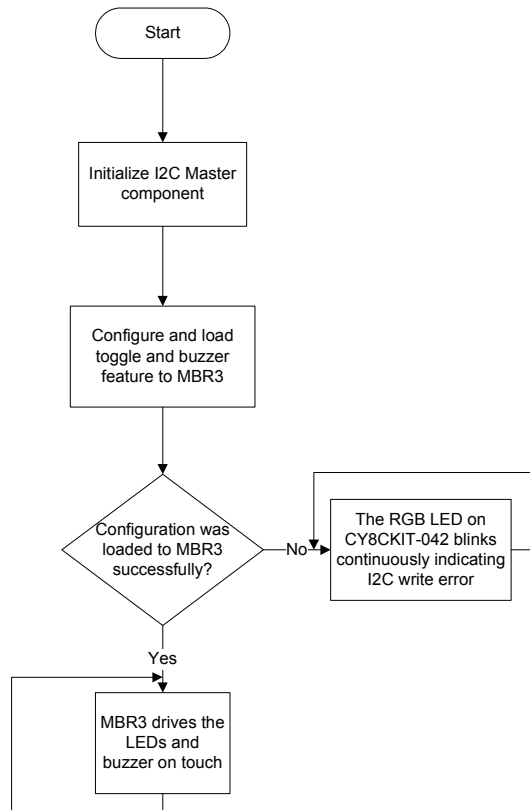 Start
Initialize I2C Master
component
Configure and load
toggle and buzzer
feature to MBR3
Configuration was
loaded to MBR3
successfully?
No
The RGB LED on
CY8CKIT-042 blinks
continuously indicating
I2C write error
Yes
MBR3 drives the
LEDs and
buzzer on touch